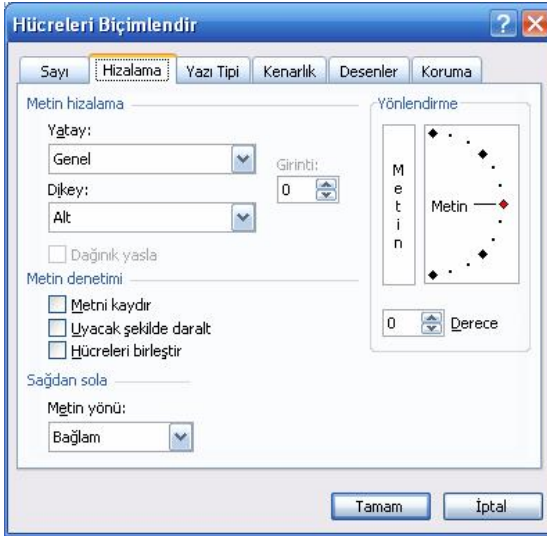 Hücreleri Biçimlendir
Sayı Hizalama Yazı Tipi Kenarlık Desenler Koruma
Metin hizalama
Yatay:
Genel
Girinti:
0
Dikey:
Alt
Dağınık yasla
Metin denetimi
Metni kaydır
Uyacak şekilde daralt
Hücreleri birleştir
Sağdan sola
Metin yönü:
Bağlam
Yönlendirme
Metin
Metin
0 Derece
Tamam İptal